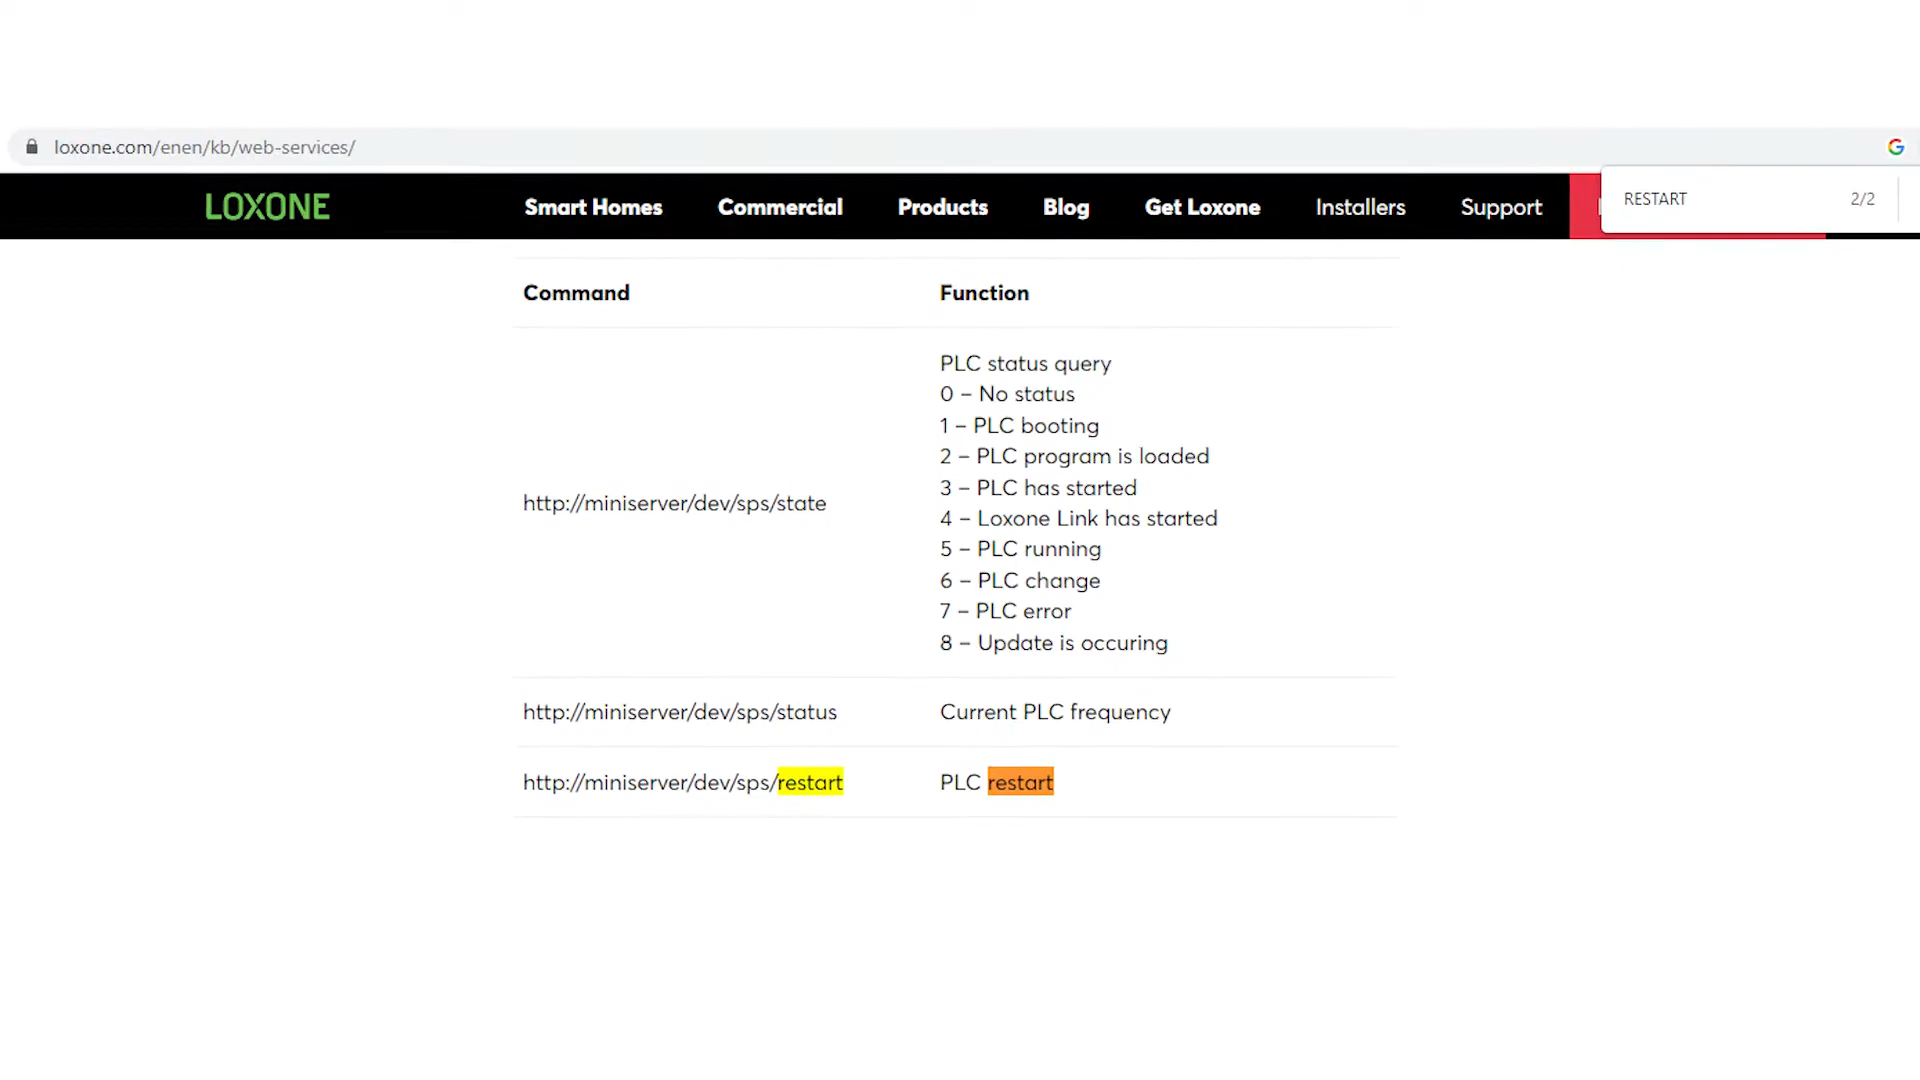 loxone.com/enen/kb/web-services/
LOXONE
Smart Homes
Commercial
Products
Blog
Get Loxone
Installers
Support
RESTART
2/2
Command
Function
http://miniserver/dev/sps/state
PLC status query
0 – No status
1 – PLC booting
2 – PLC program is loaded
3 – PLC has started
4 – Loxone Link has started
5 – PLC running
6 – PLC change
7 – PLC error
8 – Update is occuring
http://miniserver/dev/sps/status
Current PLC frequency
http://miniserver/dev/sps/restart
PLC restart